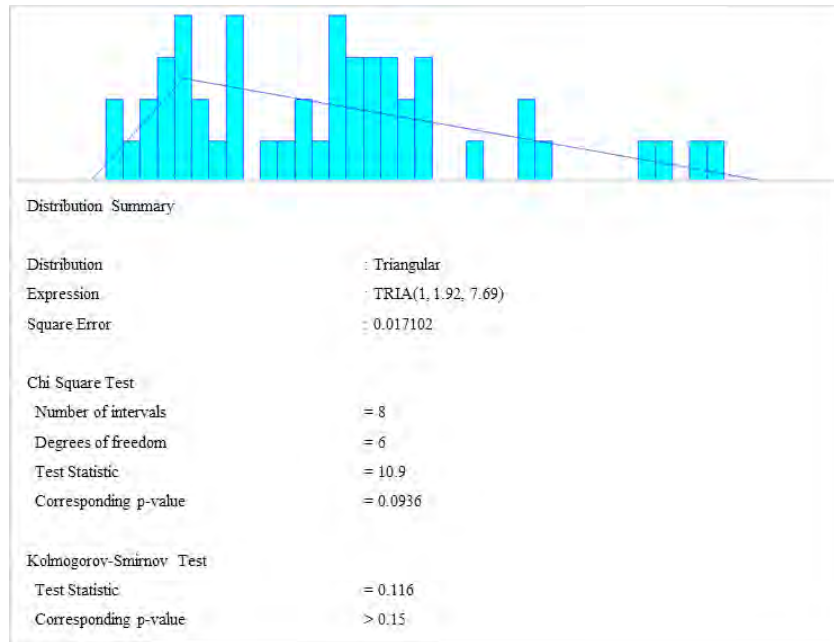 Distribution Summary
Distribution : Triangular
Expression : TRIA(1, 1.92, 7.69)
Square Error : 0.017102
Chi Square Test
Number of intervals = 8
Degrees of freedom = 6
Test Statistic = 10.9
Corresponding p-value = 0.0936
Kolmogorov-Smirnov Test
Test Statistic = 0.116
Corresponding p-value > 0.15